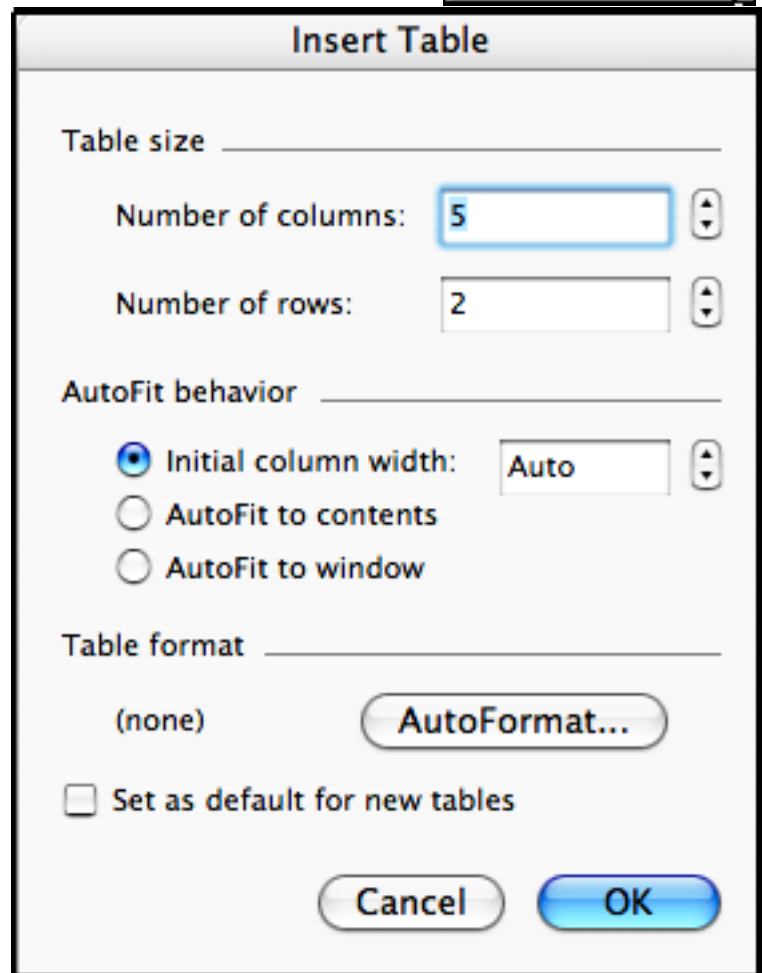 Insert Table
Table size
Number of columns: 5
Number of rows: 2
AutoFit behavior
Initial column width: Auto
AutoFit to contents
AutoFit to window
Table format
(none) AutoFormat...
Set as default for new tables
Cancel OK